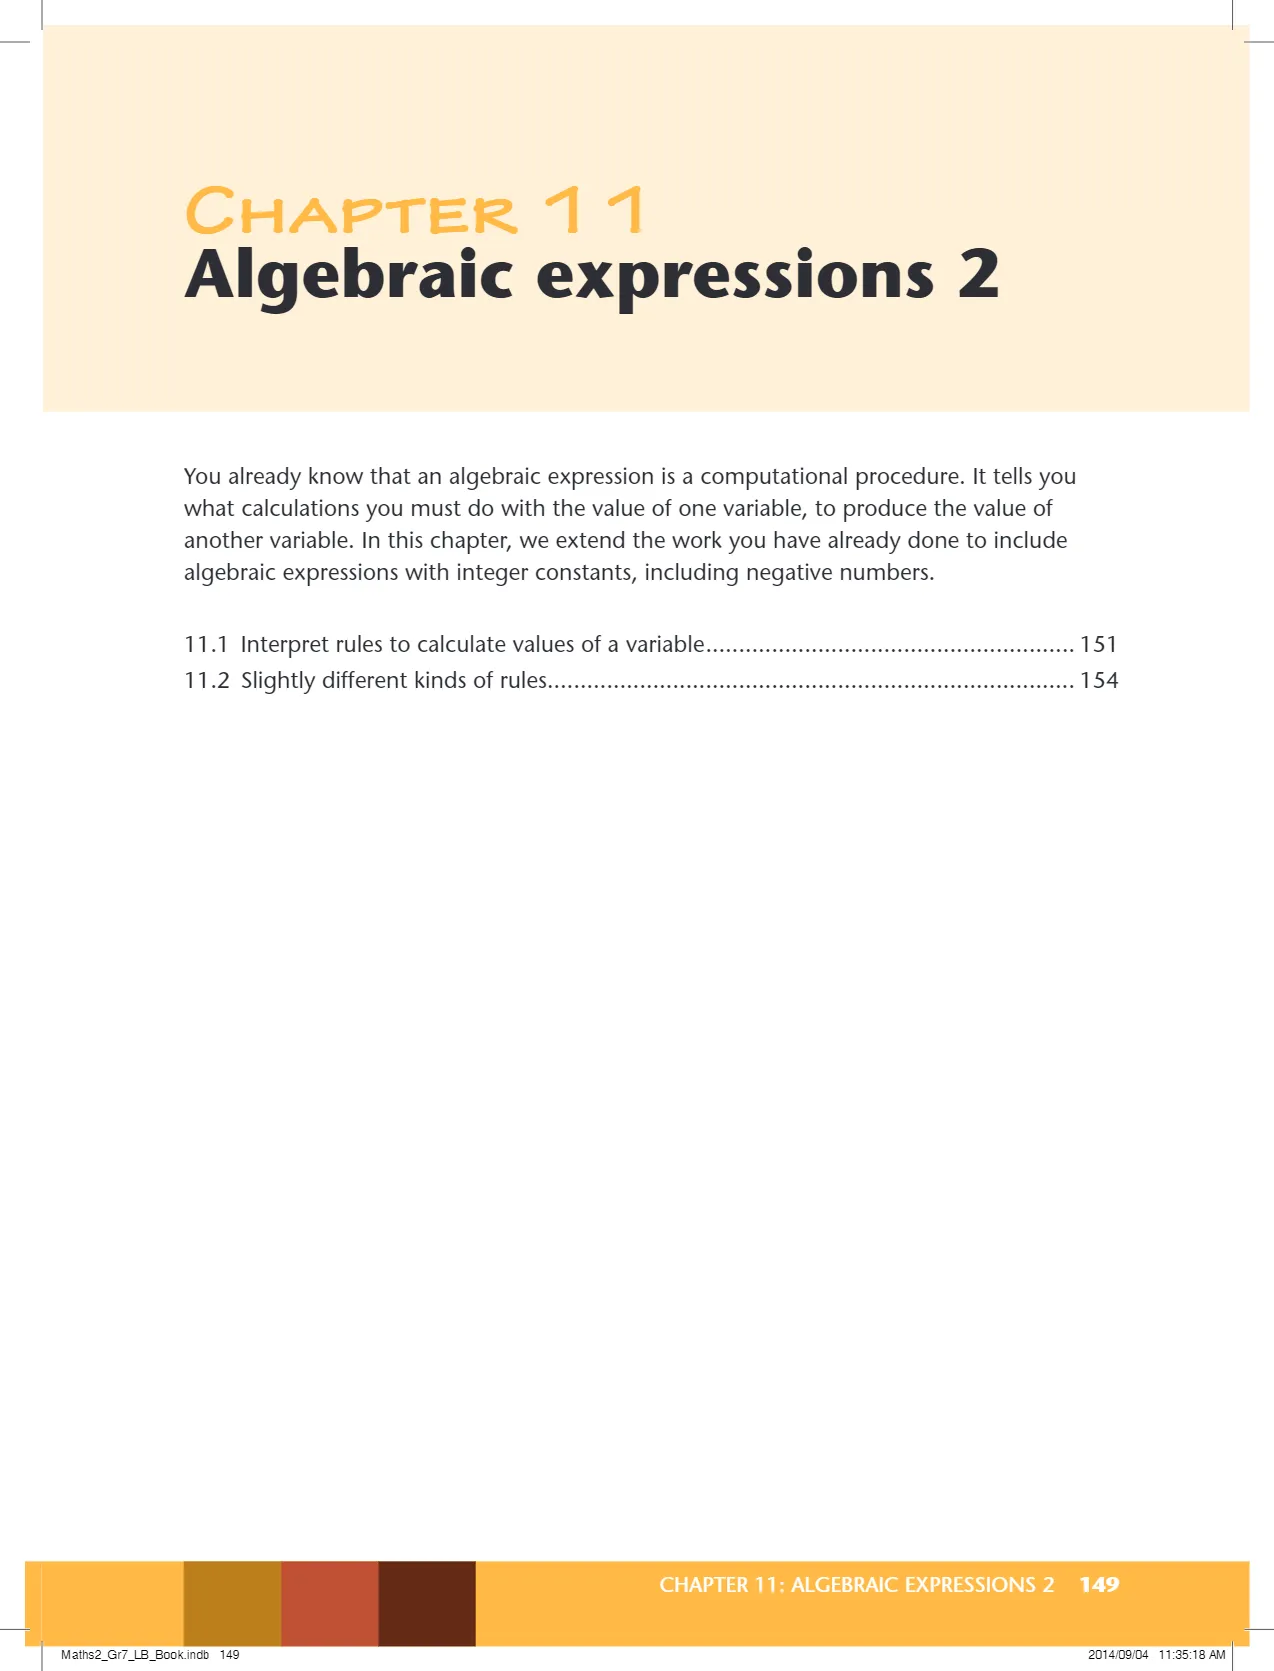 CHAPTER 11
Algebraic expressions 2
You already know that an algebraic expression is a computational procedure. It tells you
what calculations you must do with the value of one variable, to produce the value of
another variable. In this chapter, we extend the work you have already done to include
algebraic expressions with integer constants, including negative numbers.
11.1 Interpret rules to calculate values of a variable........................................................ 151
11.2 Slightly different kinds of rules................................................................................ 154
CHAPTER 11: ALGEBRAIC EXPRESSIONS 2 149
Maths2_Gr7_LB_Book.indb 149 2014/09/04 11:35:18 AM